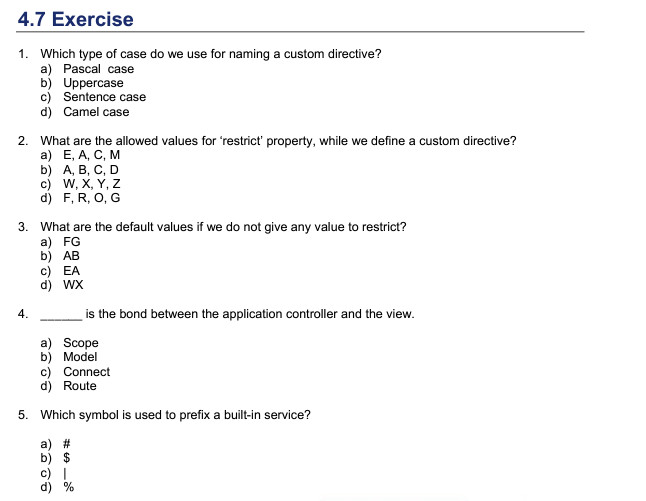 4.7 Exercise
1. Which type of case do we use for naming a custom directive?
a) Pascal case
b) Uppercase
c) Sentence case
d) Camel case
2. What are the allowed values for 'restrict' property, while we define a custom directive?
a) E, A, C, M
b) A, B, C, D
c) W, X, Y, Z
d) F, R, O, G
3. What are the default values if we do not give any value to restrict?
a) FG
b) AB
c) EA
d) WX
4. ______ is the bond between the application controller and the view.
a) Scope
b) Model
c) Connect
d) Route
5. Which symbol is used to prefix a built-in service?
a) #
b) $
c) |
d) %